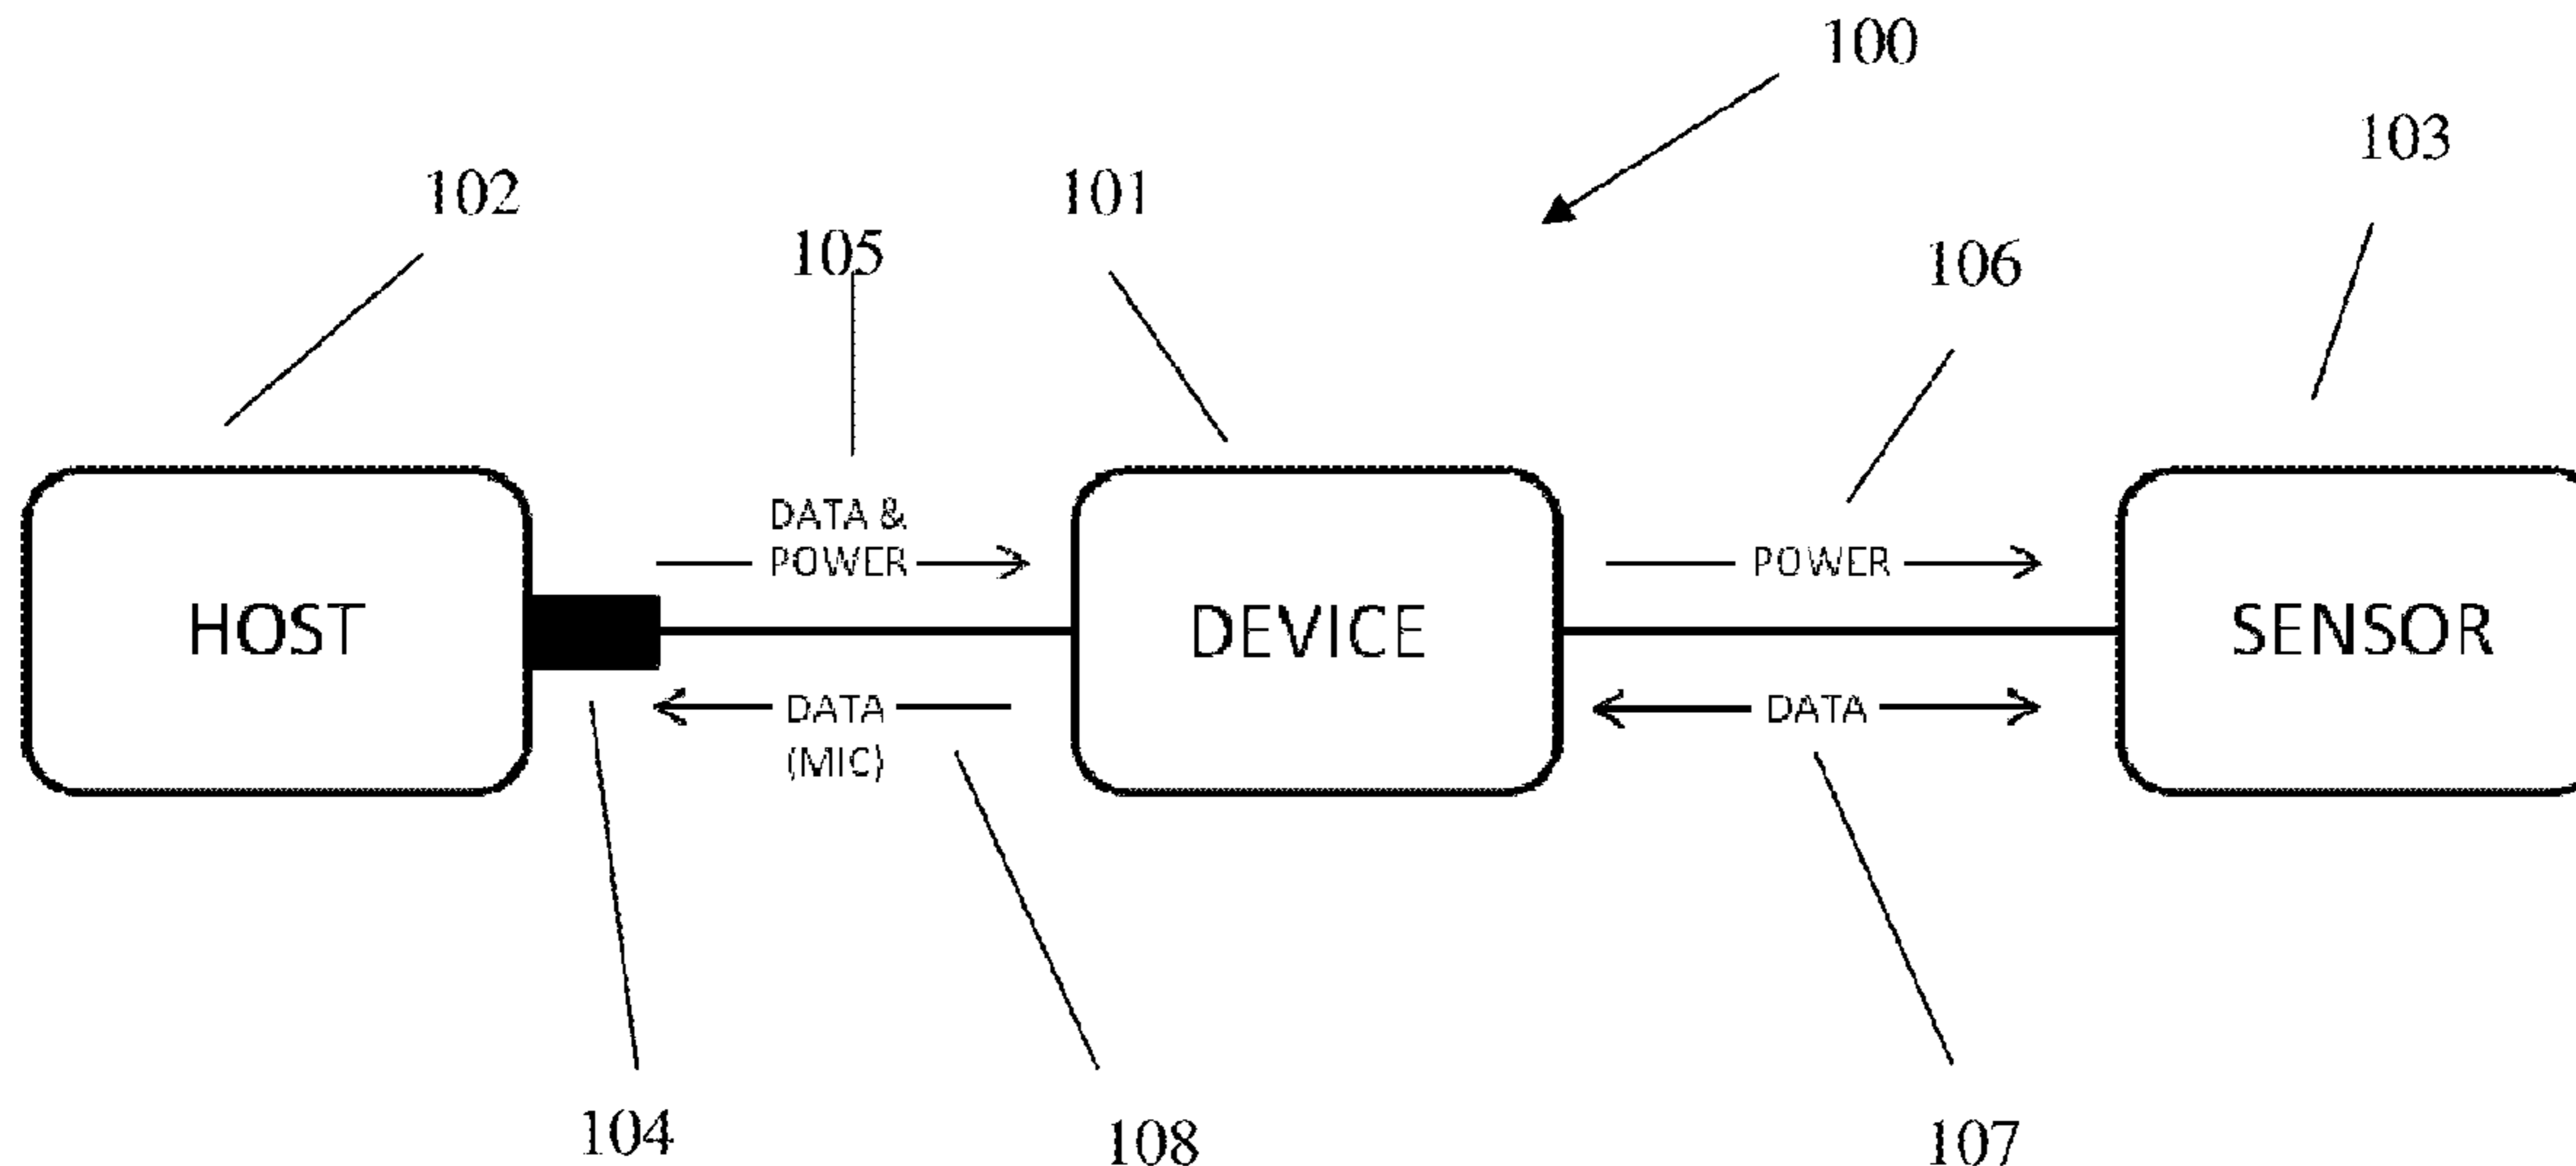 100
103
102
101
105
106
DATA &
POWER
POWER
HOST
DEVICE
SENSOR
DATA
(MIC)
DATA
104
108
107